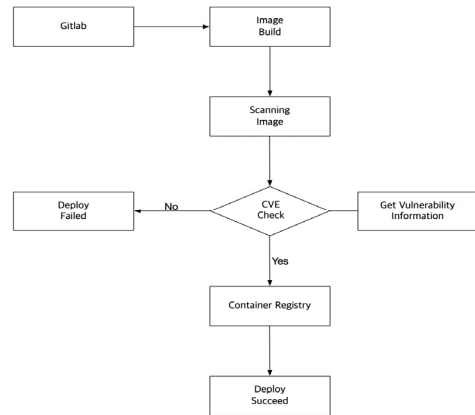 Gitlab
Image
Build
Scanning
Image
Deploy
Failed
No
CVE
Check
Get Vulnerability
Information
Yes
Container Registry
Deploy
Succeed